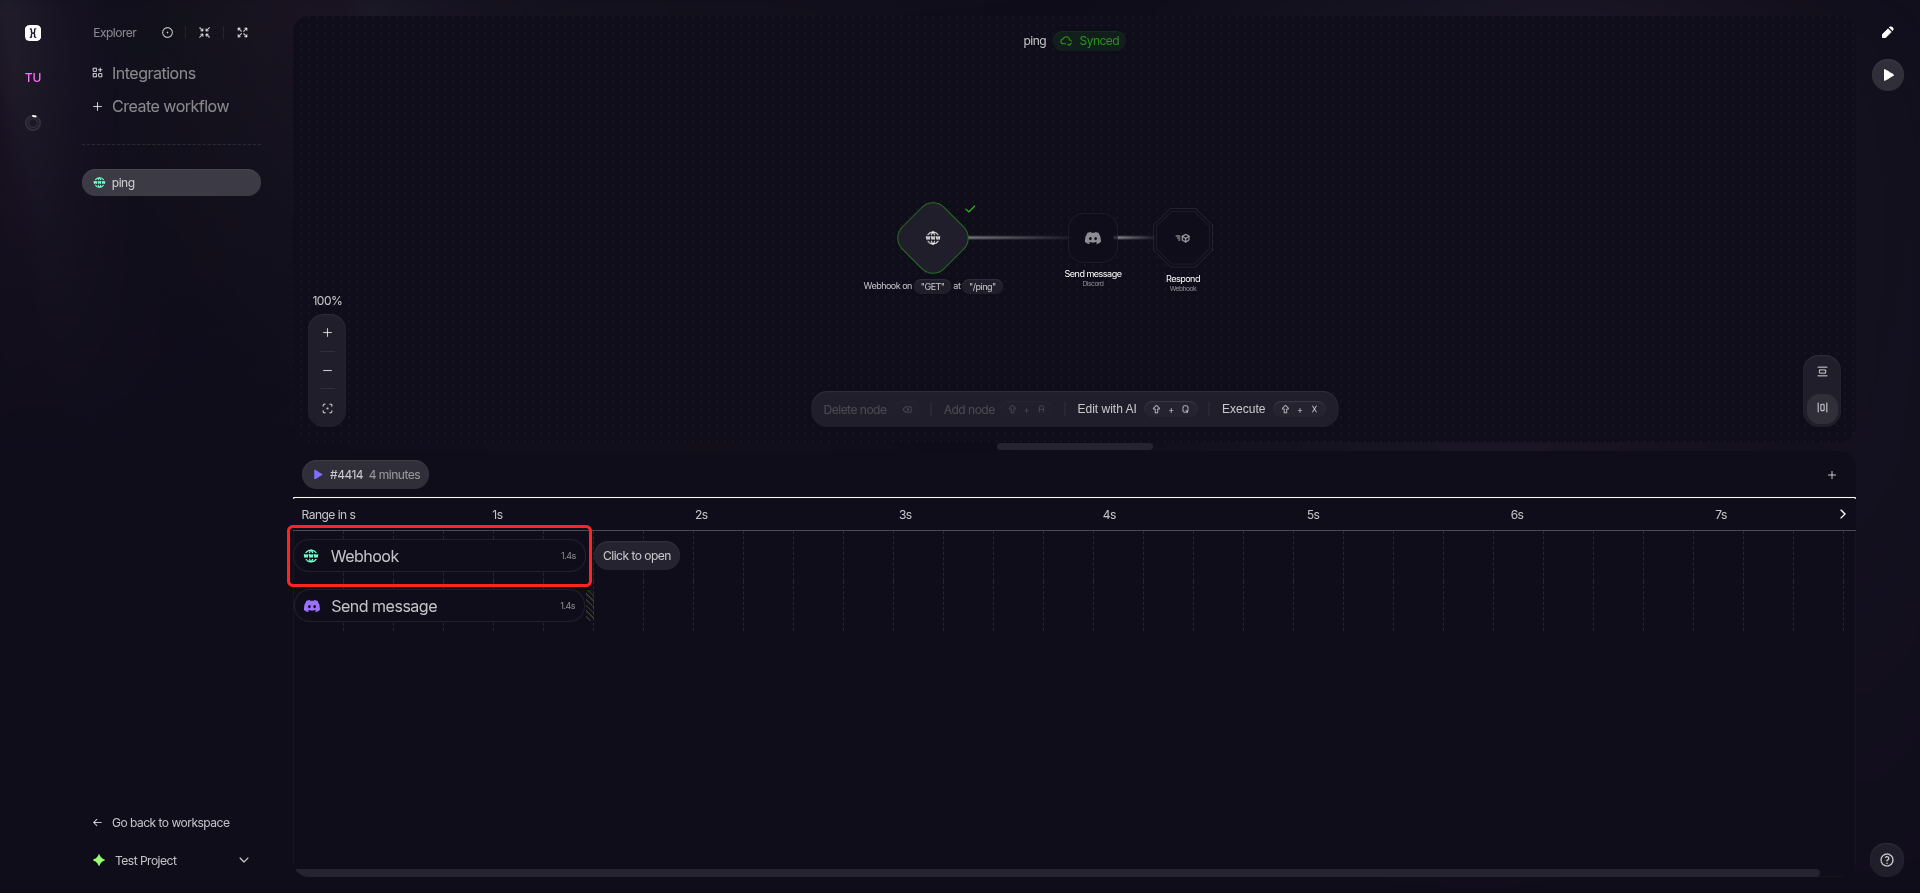 Explorer
TU
Integrations
Create workflow
ping
Go back to workspace
Test Project
ping Synced
Webhook on "GET" at "/ping"
Send message
Discord
Respond
Webhook
100%
Delete node Add node ⇧ + A Edit with AI ⇧ + Q Execute ⇧ + X
#4414 4 minutes
Range in s 1s 2s 3s 4s 5s 6s 7s
Webhook 1.4s Click to open
Send message 1.4s